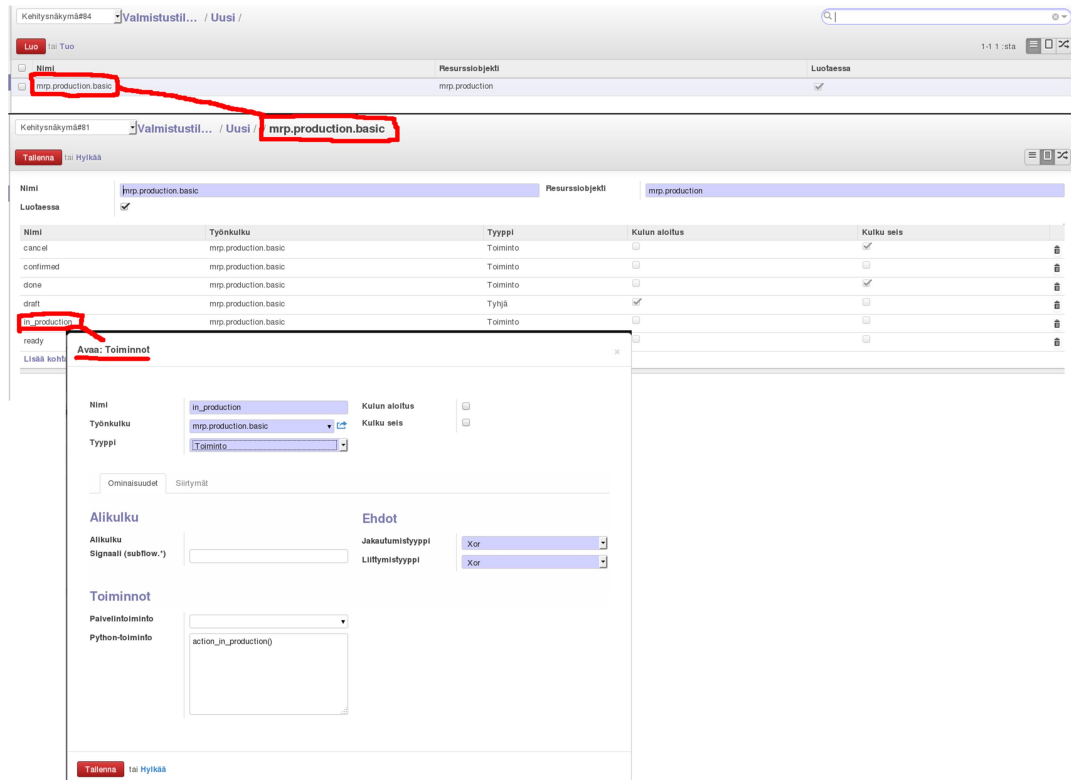 Kehitysnäkymä#84 Valmistustil... / Uusi /
Luo tai Tuo 1-1 1 :sta
Nimi Resurssiobjekti Luotaessa
mrp.production.basic mrp.production
Kehitysnäkymä#81 Valmistustil... / Uusi / mrp.production.basic
Tallenna tai Hylkää
Nimi mrp.production.basic Resurssiobjekti mrp.production
Luotaessa
Nimi Työnkulku Tyyppi Kulun aloitus Kulku seis
cancel mrp.production.basic Toiminto
confirmed mrp.production.basic Toiminto
done mrp.production.basic Toiminto
draft mrp.production.basic Tyhjä
in_production mrp.production.basic Toiminto
ready
Lisää kohta
Avaa: Toiminnot ×
Nimi in_production Kulun aloitus
Työnkulku mrp.production.basic Kulku seis
Tyyppi Toiminto
Ominaisuudet Siirtymät
Alikulku Ehdot
Alikulku Jakautumistyyppi Xor
Signaali (subflow.*) Liittymistyyppi Xor
Toiminnot
Palvelintoiminto
Python-toiminto action_in_production()
Tallenna tai Hylkää